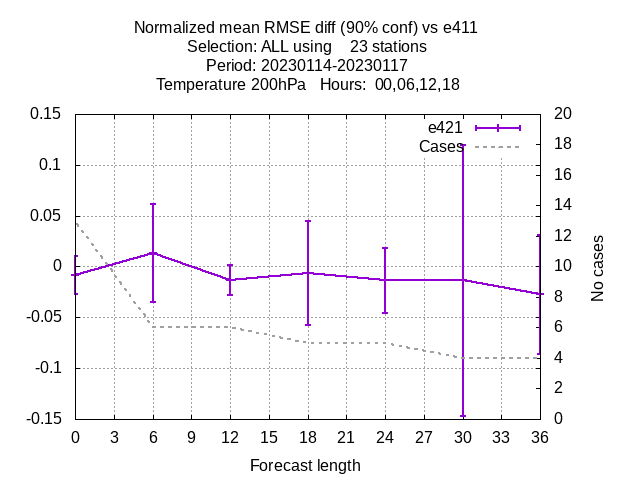 Normalized mean RMSE diff (90% conf) vs e411
Selection: ALL using    23 stations
Period: 20230114-20230117
Temperature 200hPa   Hours:  00,06,12,18
e421
Cases
0.15
0.1
0.05
0
-0.05
-0.1
-0.15
20
18
16
14
12
10
8
6
4
2
0
No cases
0 3 6 9 12 15 18 21 24 27 30 33 36
Forecast length